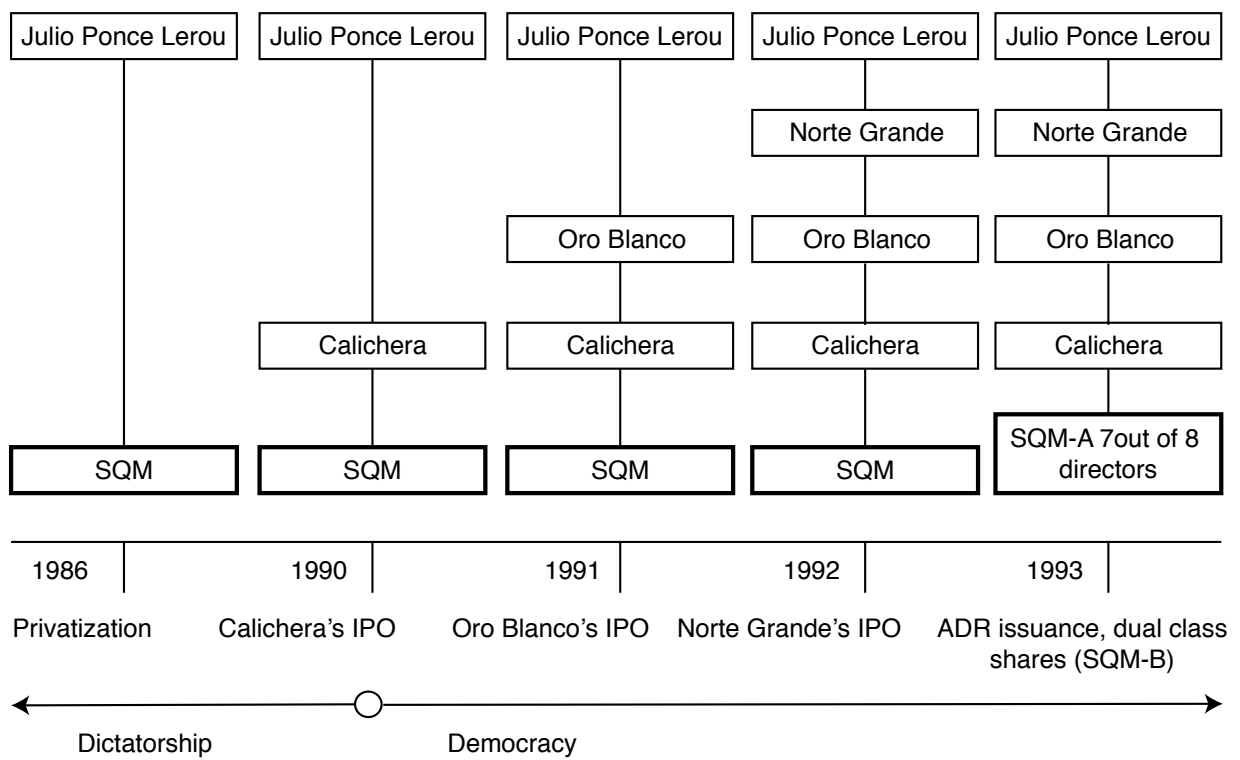 Julio Ponce Lerou
Julio Ponce Lerou
Julio Ponce Lerou
Julio Ponce Lerou
Julio Ponce Lerou
Norte Grande
Norte Grande
Oro Blanco
Oro Blanco
Oro Blanco
Calichera
Calichera
Calichera
Calichera
SQM
SQM
SQM
SQM
SQM-A 7out of 8
directors
1986
1990
1991
1992
1993
Privatization
Calichera’s IPO
Oro Blanco’s IPO
Norte Grande’s IPO
ADR issuance, dual class
shares (SQM-B)
Dictatorship
Democracy